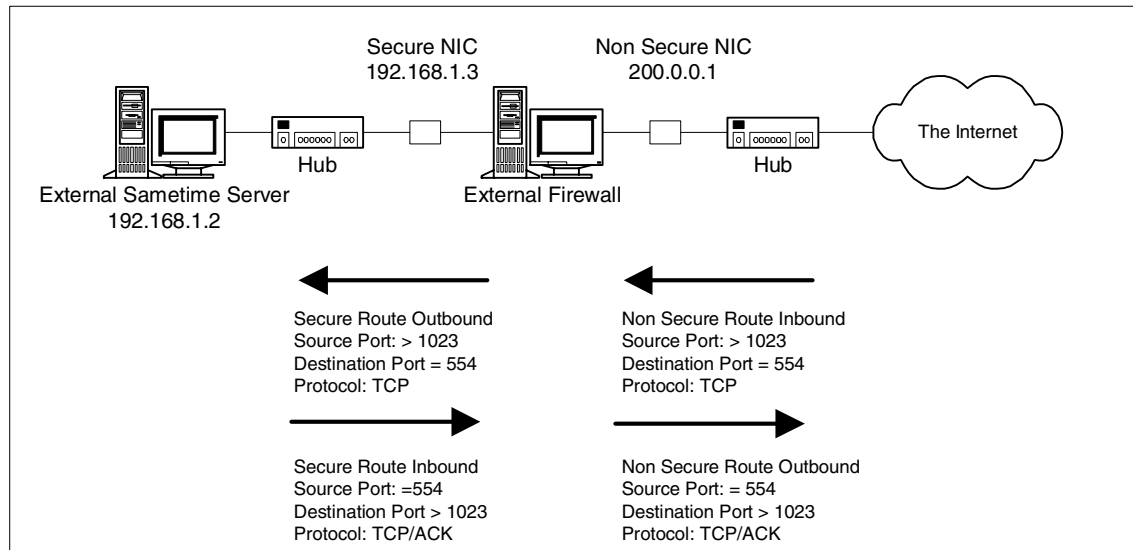 Secure NIC
192.168.1.3
Non Secure NIC
200.0.0.1
The Internet
Hub
Hub
External Sametime Server
192.168.1.2
External Firewall
Secure Route Outbound
Source Port: > 1023
Destination Port = 554
Protocol: TCP
Non Secure Route Inbound
Source Port: > 1023
Destination Port = 554
Protocol: TCP
Secure Route Inbound
Source Port: =554
Destination Port > 1023
Protocol: TCP/ACK
Non Secure Route Outbound
Source Port: = 554
Destination Port > 1023
Protocol: TCP/ACK